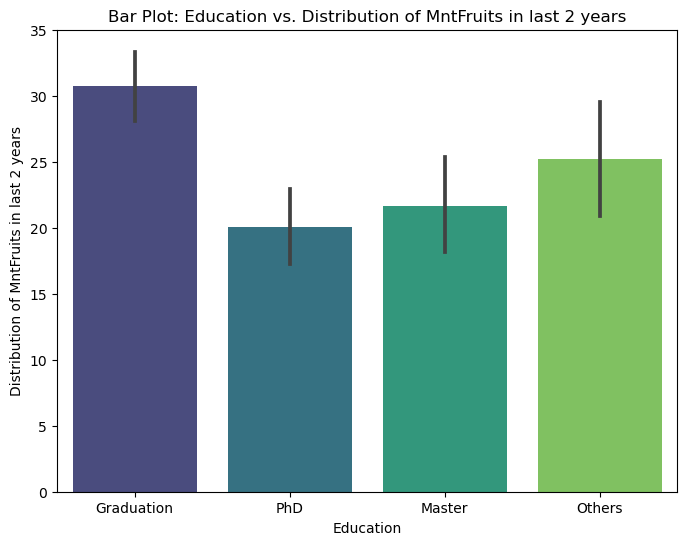 Bar Plot: Education vs. Distribution of MntFruits in last 2 years
Distribution of MntFruits in last 2 years
35
30
25
20
15
10
5
0
Graduation
PhD
Master
Others
Education